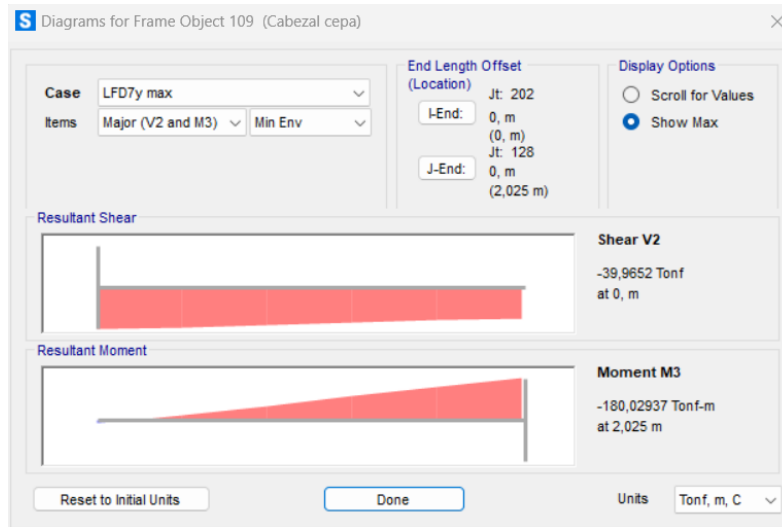 S Diagrams for Frame Object 109 (Cabezal cepa)
Case LFD7y max
Items Major (V2 and M3) Min Env
End Length Offset
(Location)
Jt: 202
I-End: 0, m
(0, m)
Jt: 128
J-End: 0, m
(2,025 m)
Display Options
Scroll for Values
Show Max
Resultant Shear
Shear V2
-39,9652 Tonf
at 0, m
Resultant Moment
Moment M3
-180,02937 Tonf-m
at 2,025 m
Reset to Initial Units Done Units Tonf, m, C